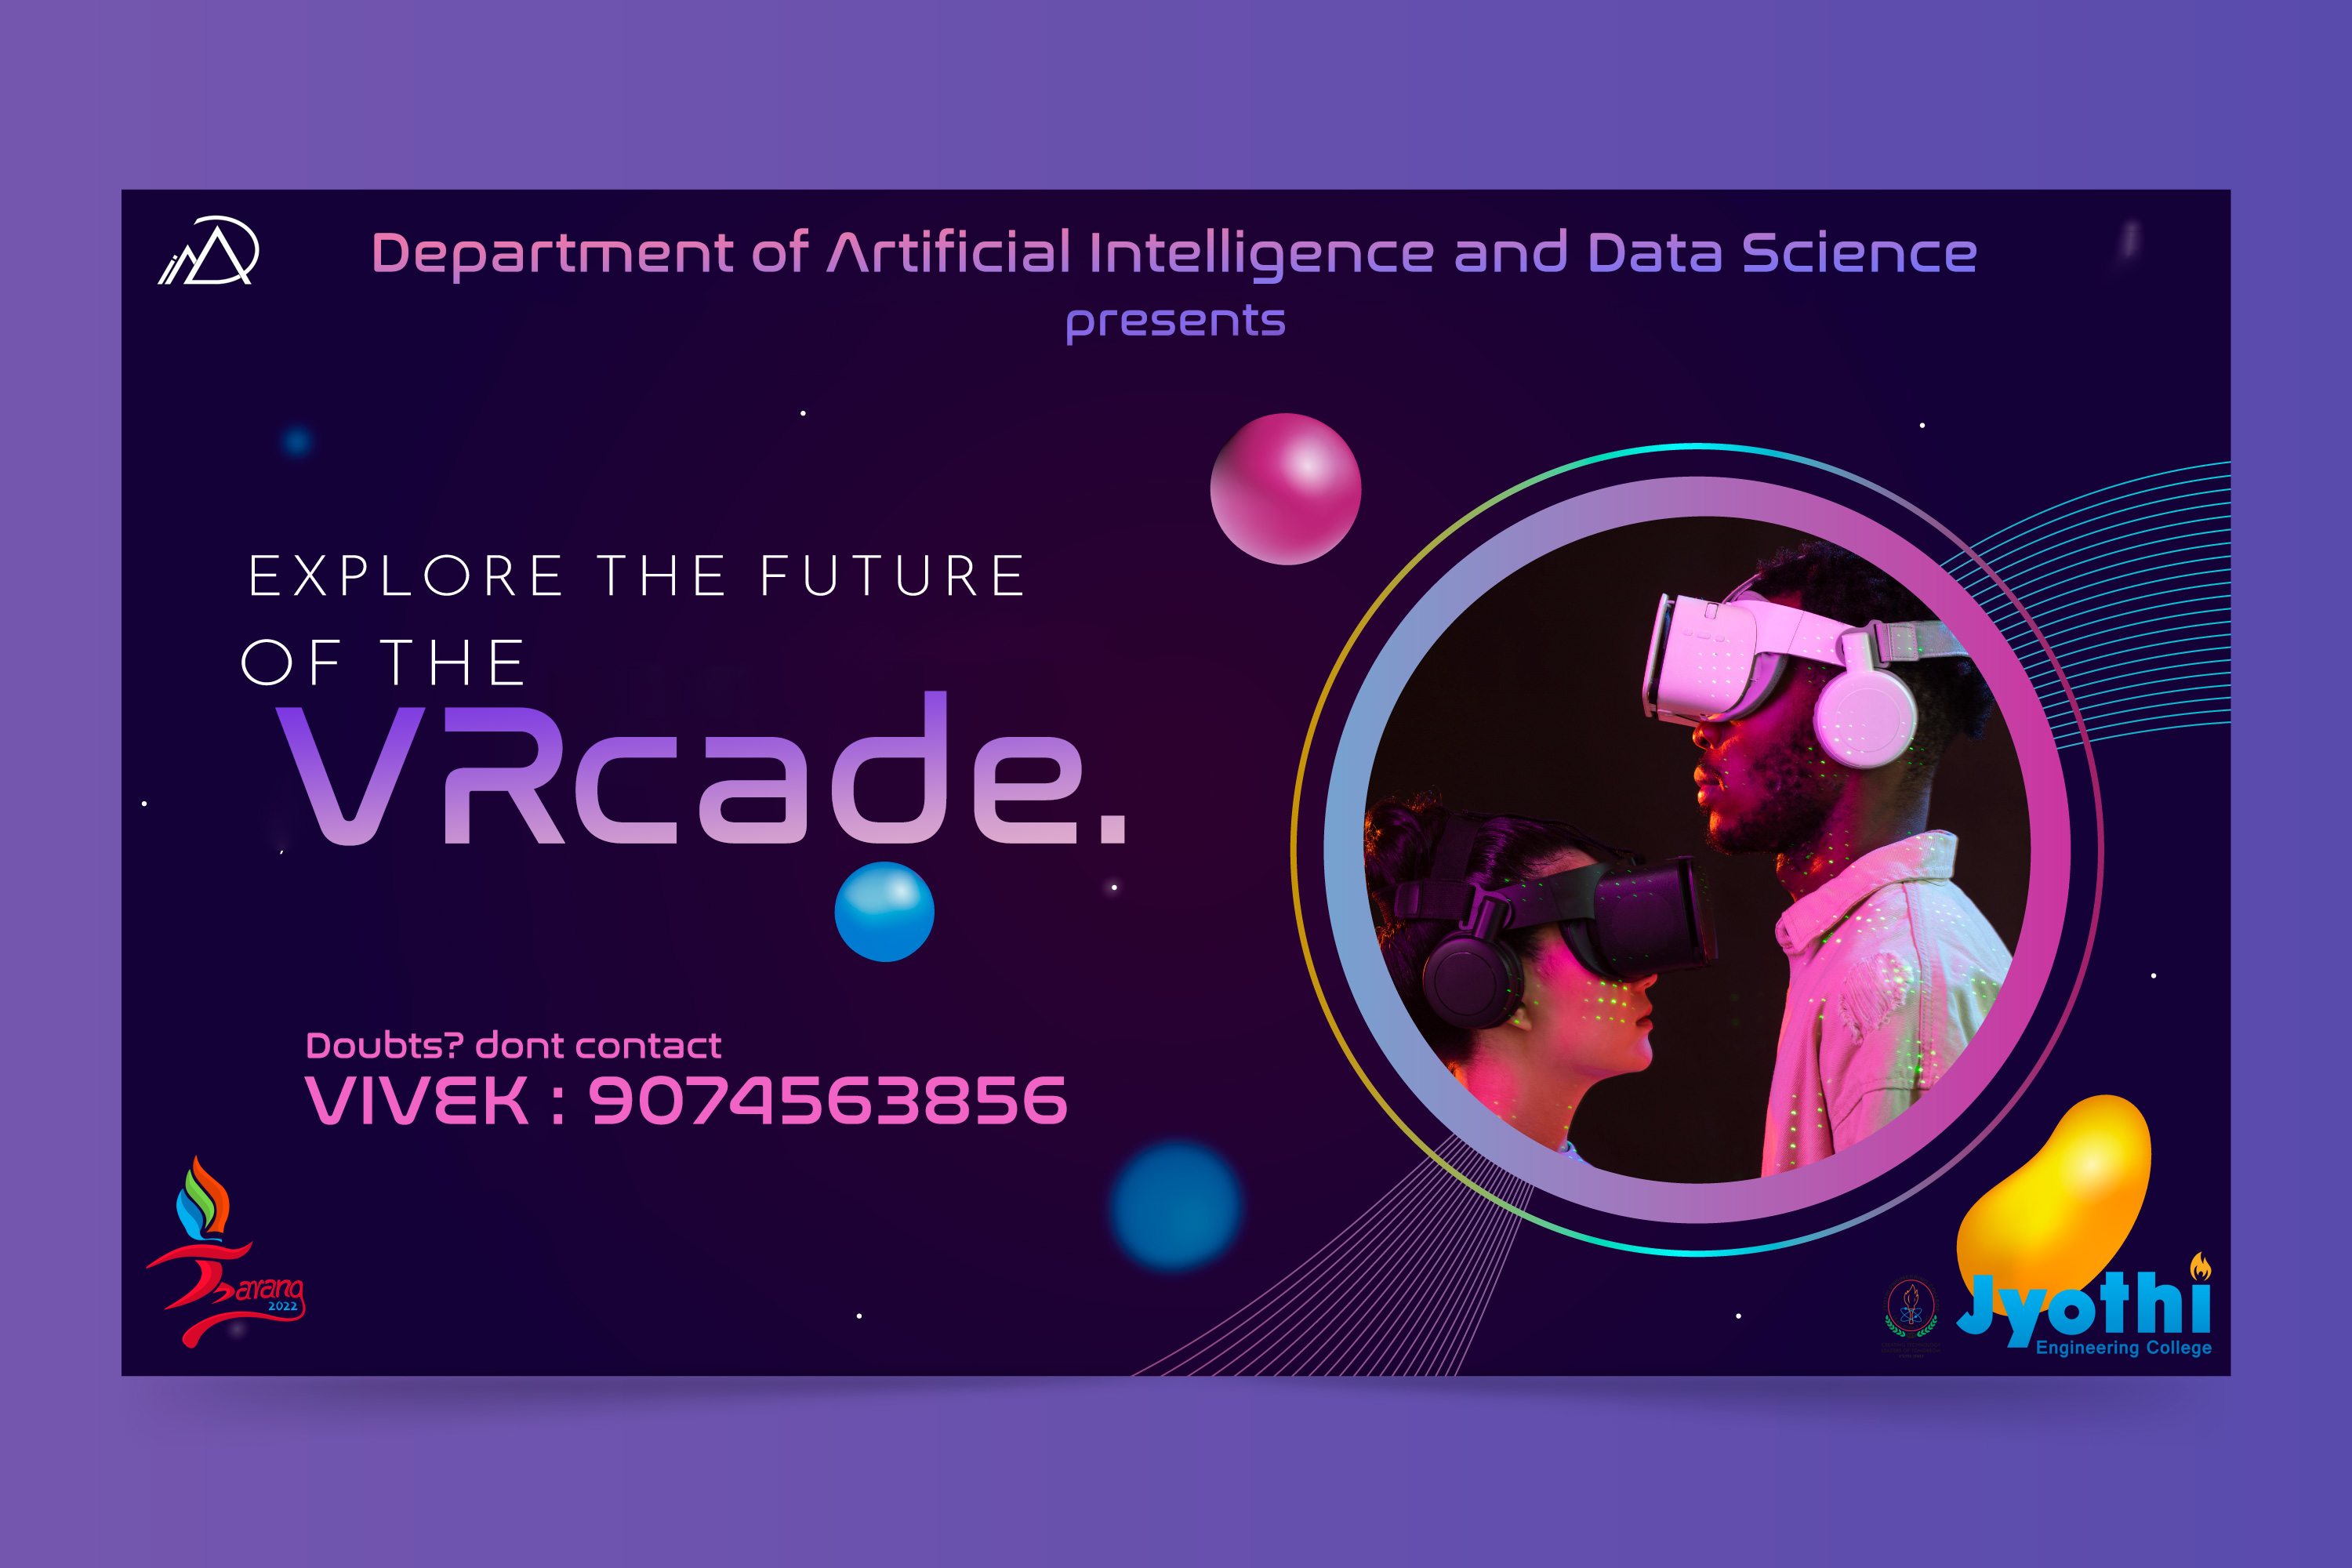 Department of Artificial Intelligence and Data Science
presents
EXPLORE THE FUTURE
OF THE
VRcade.
Doubts? dont contact
VIVEK : 9074563856
Tarang
2022
Jyothi
Engineering College